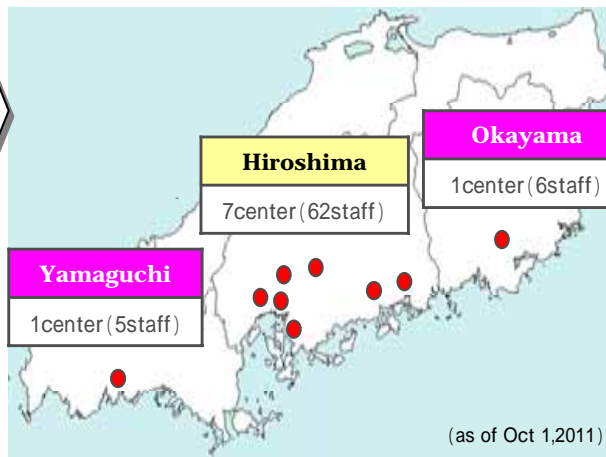 Okayama
1center(6staff)
Hiroshima
7center(62staff)
Yamaguchi
1center(5staff)
(as of Oct 1,2011)